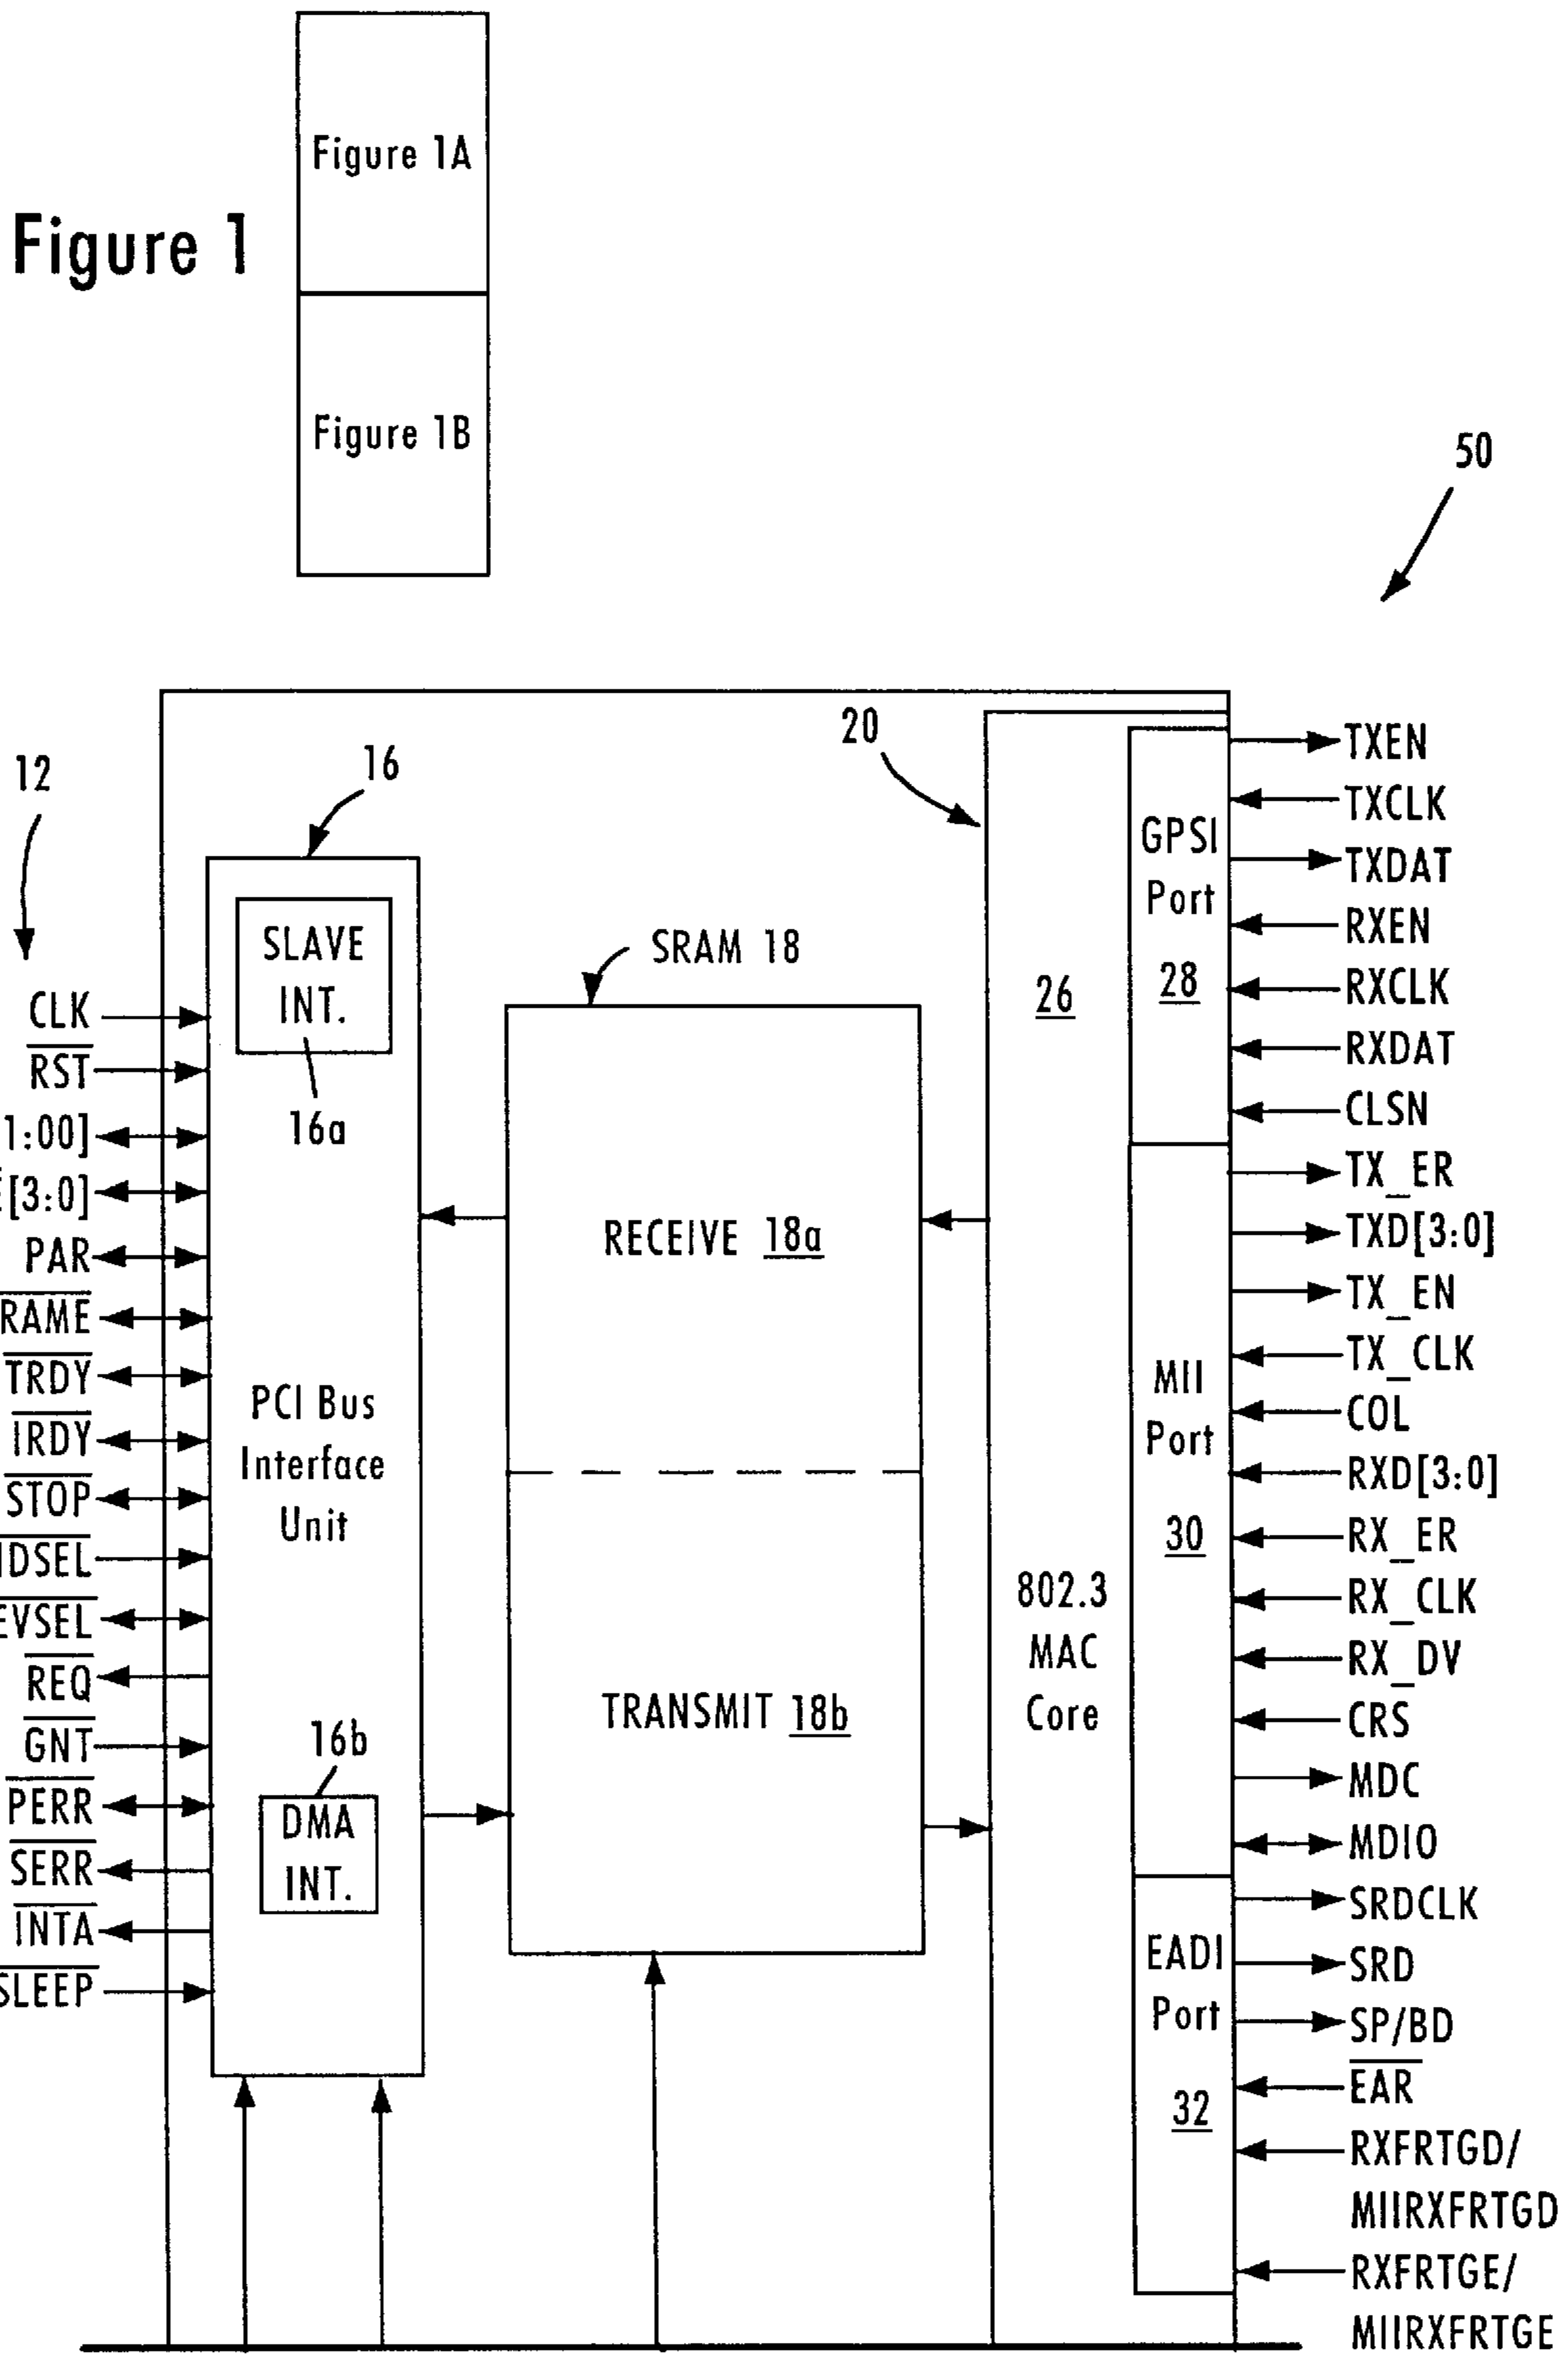 Figure 1
Figure 1A
Figure 1B
50
12
16
20
SLAVE
INT.
16a
SRAM 18
RECEIVE 18a
TRANSMIT 18b
PCI Bus
Interface
Unit
16b
DMA
INT.
26
802.3
MAC
Core
GPSI
Port
28
MII
Port
30
EADI
Port
32
CLK
RST
1:00]
[3:0]
PAR
RAME
TRDY
IRDY
STOP
IDSEL
EVSEL
REQ
GNT
PERR
SERR
INTA
SLEEP
TXEN
TXCLK
TXDAT
RXEN
RXCLK
RXDAT
CLSN
TX_ER
TXD[3:0]
TX_EN
TX_CLK
COL
RXD[3:0]
RX_ER
RX_CLK
RX_DV
CRS
MDC
MDIO
SRDCLK
SRD
SP/BD
EAR
RXFRTGD/
MIIRXFRTGD
RXFRTGE/
MIIRXFRTGE